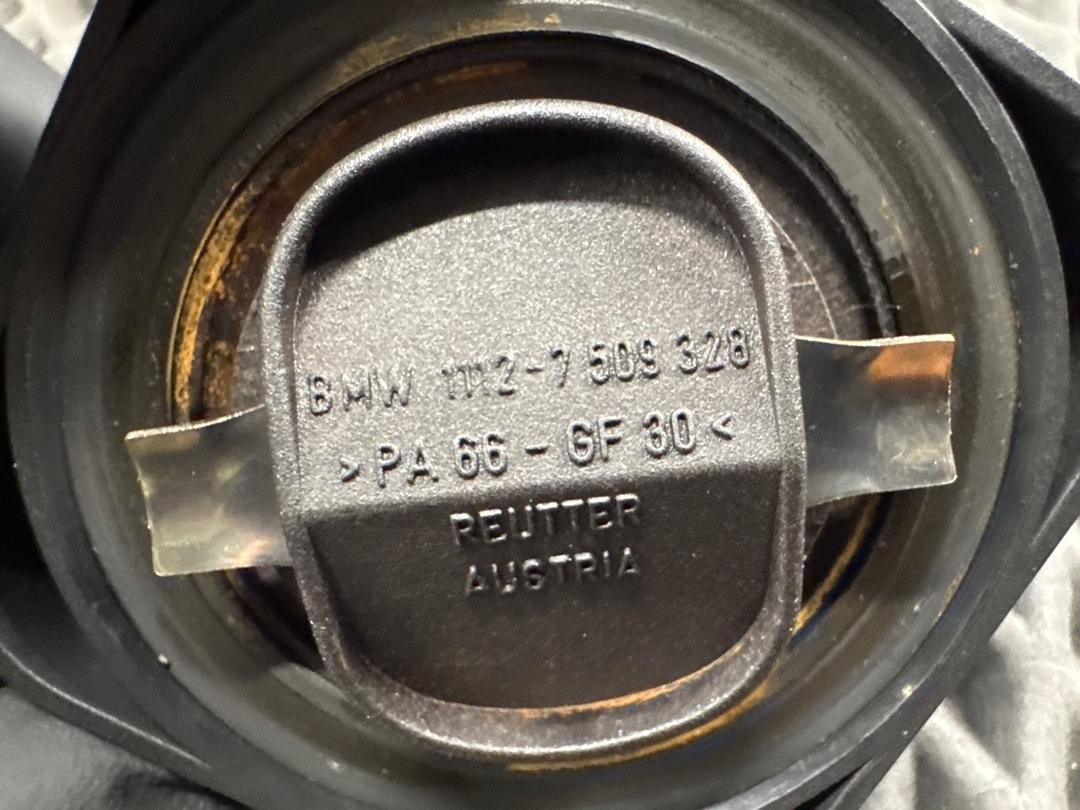 BMW 1112-7 509 328
>PA 66 - GF 30<
REUTTER
AUSTRIA